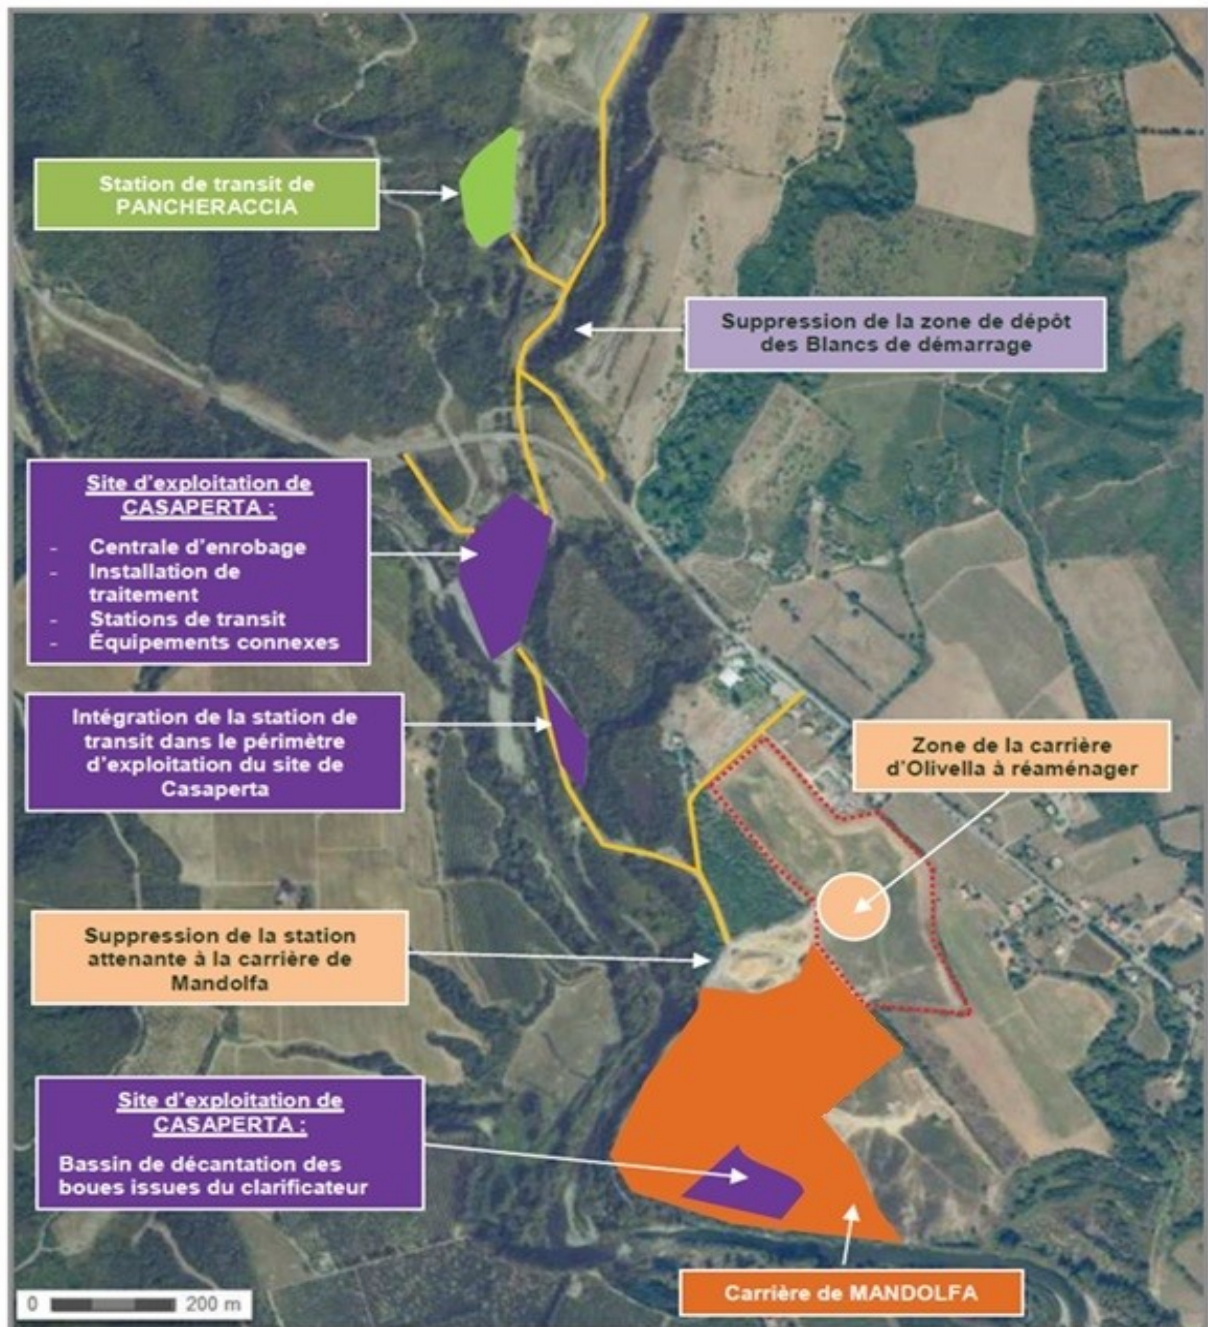 Station de transit de
PANCHERACCIA
Suppression de la zone de dépôt
des Blancs de démarrage
Site d'exploitation de
CASAPERTA :
- Centrale d'enrobage
- Installation de
traitement
- Stations de transit
- Équipements connexes
Intégration de la station de
transit dans le périmètre
d'exploitation du site de
Casaperta
Zone de la carrière
d'Olivella à réaménager
Suppression de la station
attenante à la carrière de
Mandolfa
Site d'exploitation de
CASAPERTA :
Bassin de décantation des
boues issues du clarificateur
Carrière de MANDOLFA
0 200 m